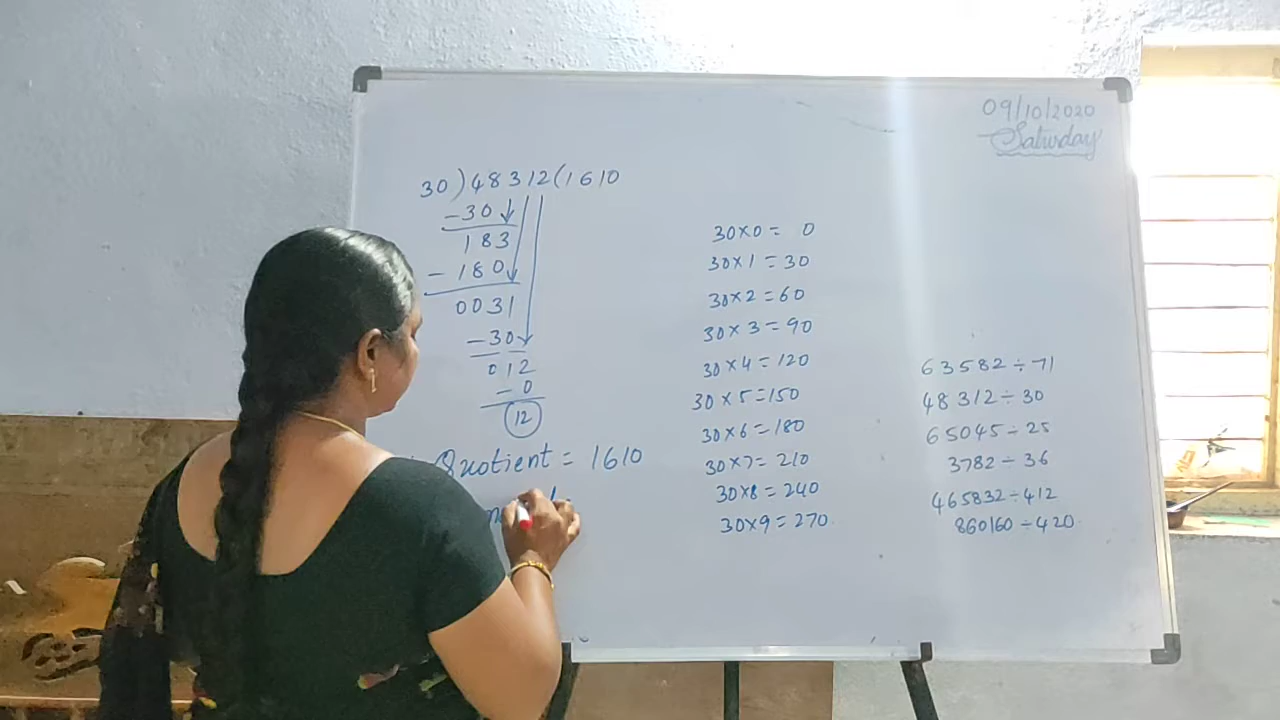 09/10/2020
Saturday
30 ) 48312 ( 1610
-30
183
- 180
0031
-30
012
-0
12
Quotient = 1610
30×0 = 0
30×1 = 30
30×2 = 60
30×3 = 90
30×4 = 120
30×5 = 150
30×6 = 180
30×7 = 210
30×8 = 240
30×9 = 270
63582 ÷ 71
48312 ÷ 30
65045 ÷ 25
3782 ÷ 36
465832 ÷ 412
860160 ÷ 420